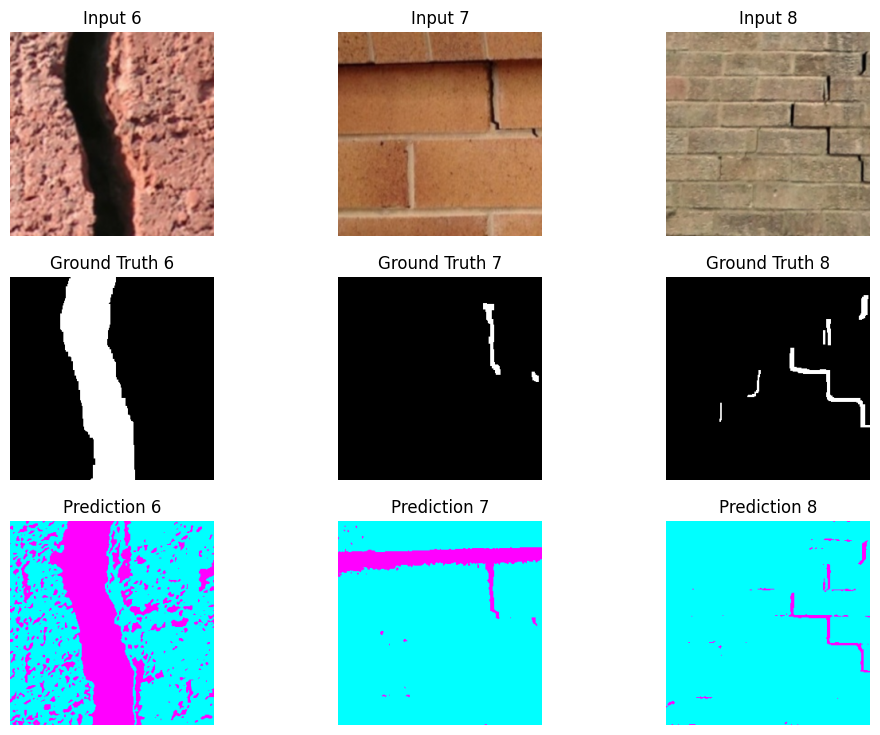 Input 6
Input 7
Input 8
Ground Truth 6
Ground Truth 7
Ground Truth 8
Prediction 6
Prediction 7
Prediction 8